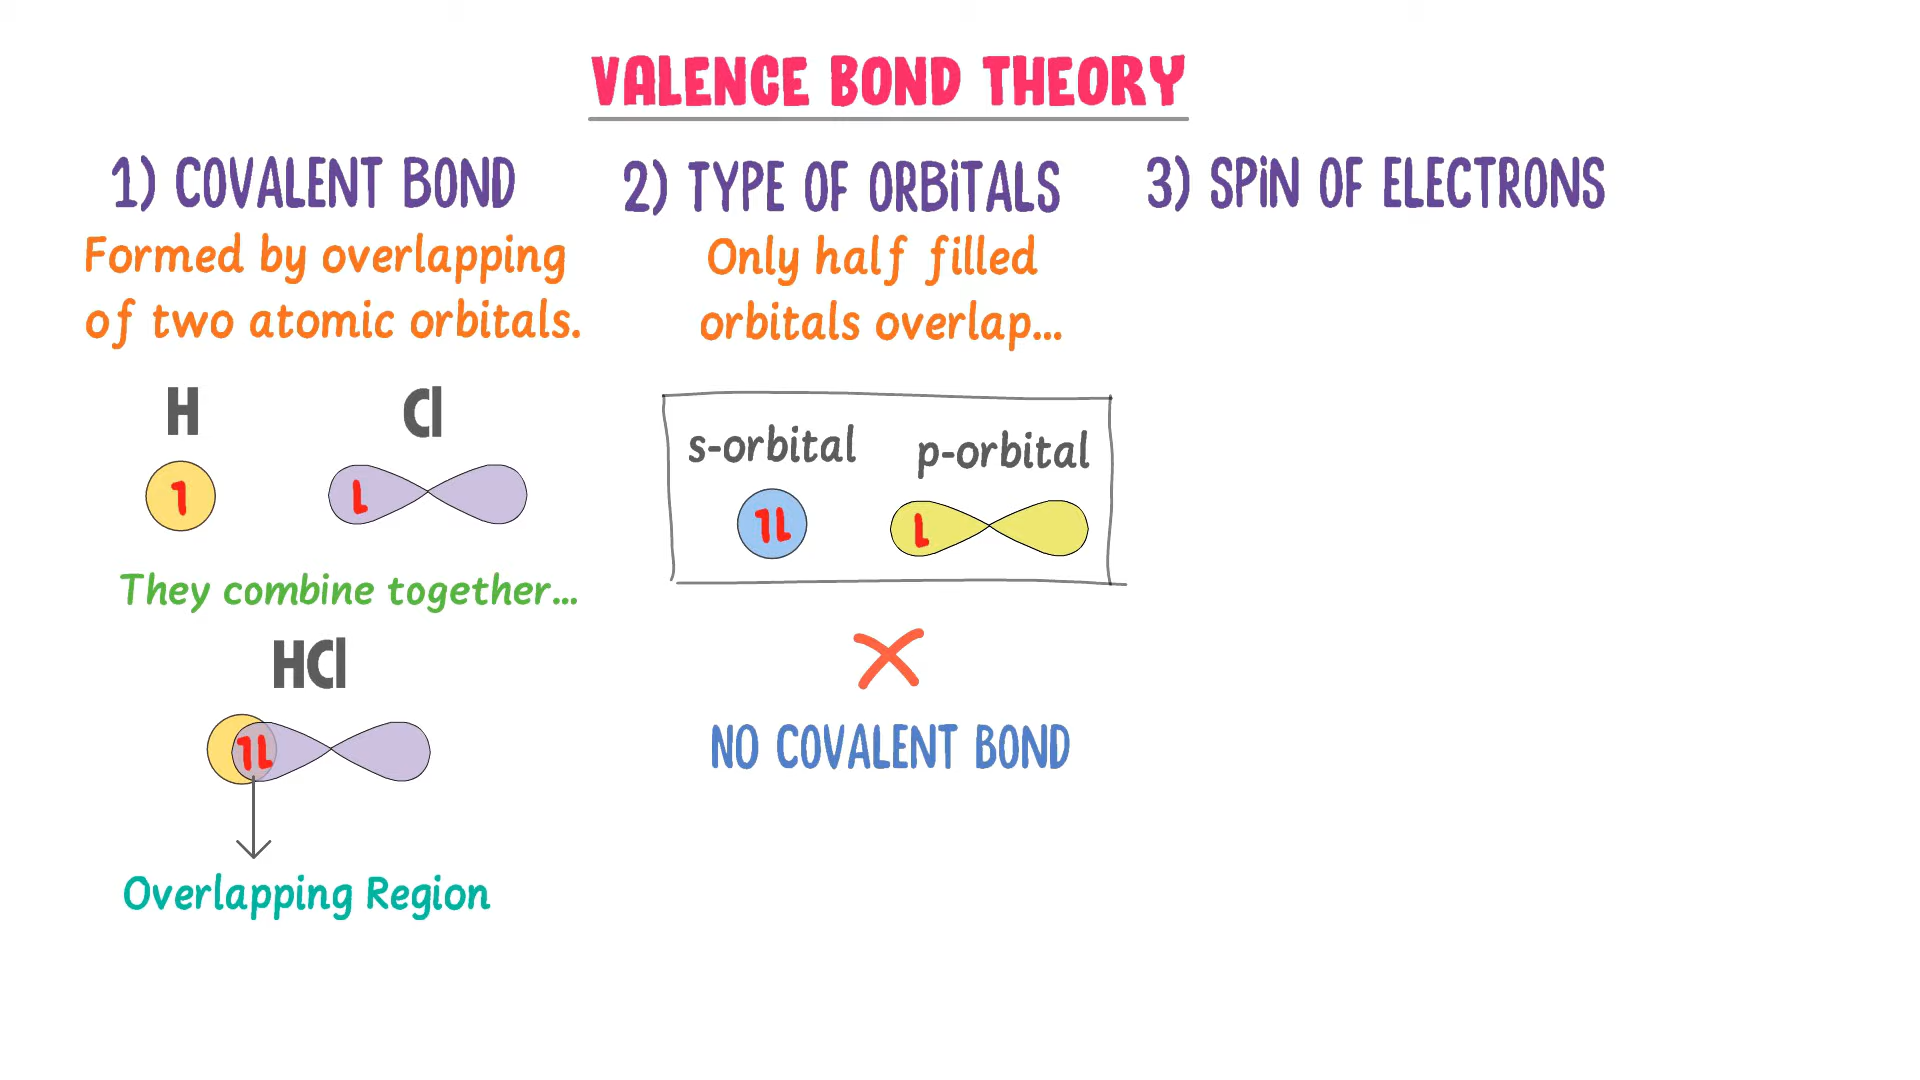 VALENCE BOND THEORY
1) COVALENT BOND
Formed by overlapping
of two atomic orbitals.
H Cl
They combine together...
HCl
Overlapping Region
2) TYPE OF ORBiTALS
Only half filled
orbitals overlap...
s-orbital p-orbital
NO COVALENT BOND
3) SPiN OF ELECTRONS